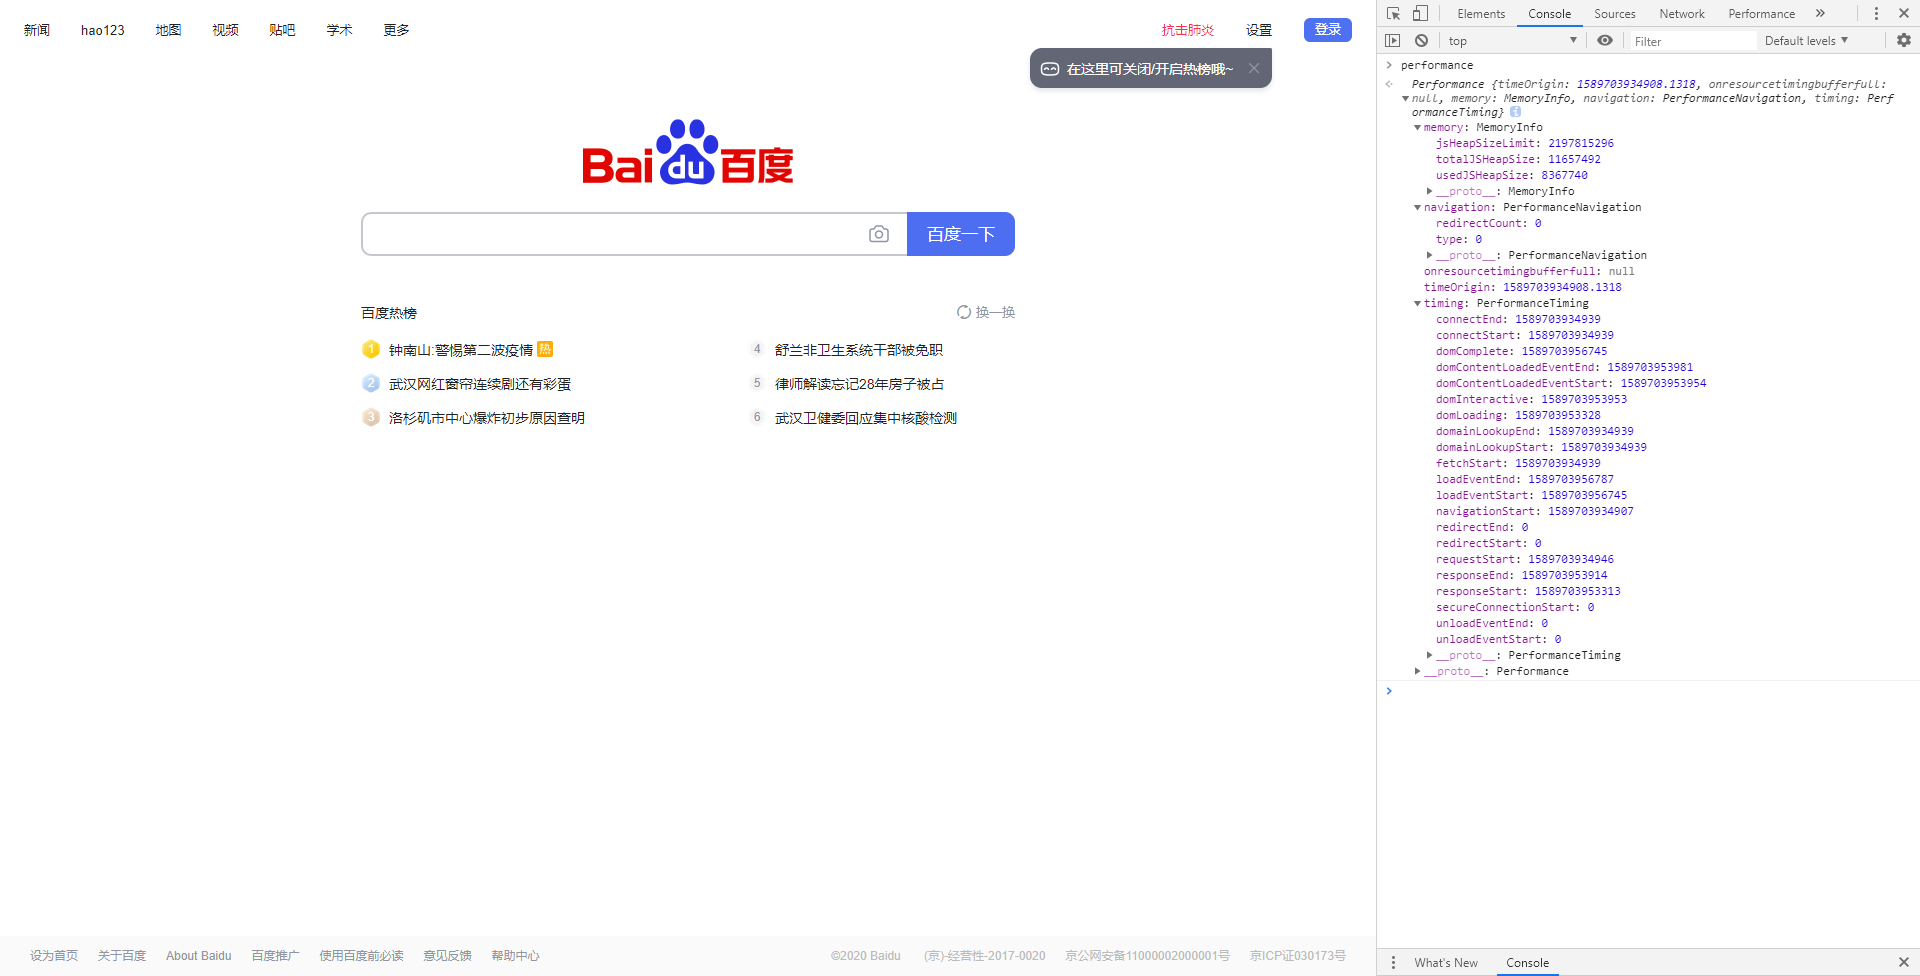 新闻 hao123 地图 视频 贴吧 学术 更多 抗击肺炎 设置 登录
在这里可关闭/开启热榜哦~
Bai du 百度
百度一下
百度热榜 换一换
1 钟南山:警惕第二波疫情 热
2 武汉网红窗帘连续剧还有彩蛋
3 洛杉矶市中心爆炸初步原因查明
4 舒兰非卫生系统干部被免职
5 律师解读忘记28年房子被占
6 武汉卫健委回应集中核酸检测
设为首页 关于百度 About Baidu 百度推广 使用百度前必读 意见反馈 帮助中心 ©2020 Baidu (京)-经营性-2017-0020 京公网安备11000002000001号 京ICP证030173号
Elements Console Sources Network Performance »
top Filter Default levels
> performance
Performance {timeOrigin: 1589703934908.1318, onresourcetimingbufferfull:
null, memory: MemoryInfo, navigation: PerformanceNavigation, timing: Perf
ormanceTiming} i
memory: MemoryInfo
jsHeapSizeLimit: 2197815296
totalJSHeapSize: 11657492
usedJSHeapSize: 8367740
__proto__: MemoryInfo
navigation: PerformanceNavigation
redirectCount: 0
type: 0
__proto__: PerformanceNavigation
onresourcetimingbufferfull: null
timeOrigin: 1589703934908.1318
timing: PerformanceTiming
connectEnd: 1589703934939
connectStart: 1589703934939
domComplete: 1589703956745
domContentLoadedEventEnd: 1589703953981
domContentLoadedEventStart: 1589703953954
domInteractive: 1589703953953
domLoading: 1589703953328
domainLookupEnd: 1589703934939
domainLookupStart: 1589703934939
fetchStart: 1589703934939
loadEventEnd: 1589703956787
loadEventStart: 1589703956745
navigationStart: 1589703934907
redirectEnd: 0
redirectStart: 0
requestStart: 1589703934946
responseEnd: 1589703953914
responseStart: 1589703953313
secureConnectionStart: 0
unloadEventEnd: 0
unloadEventStart: 0
__proto__: PerformanceTiming
__proto__: Performance
>
What's New Console